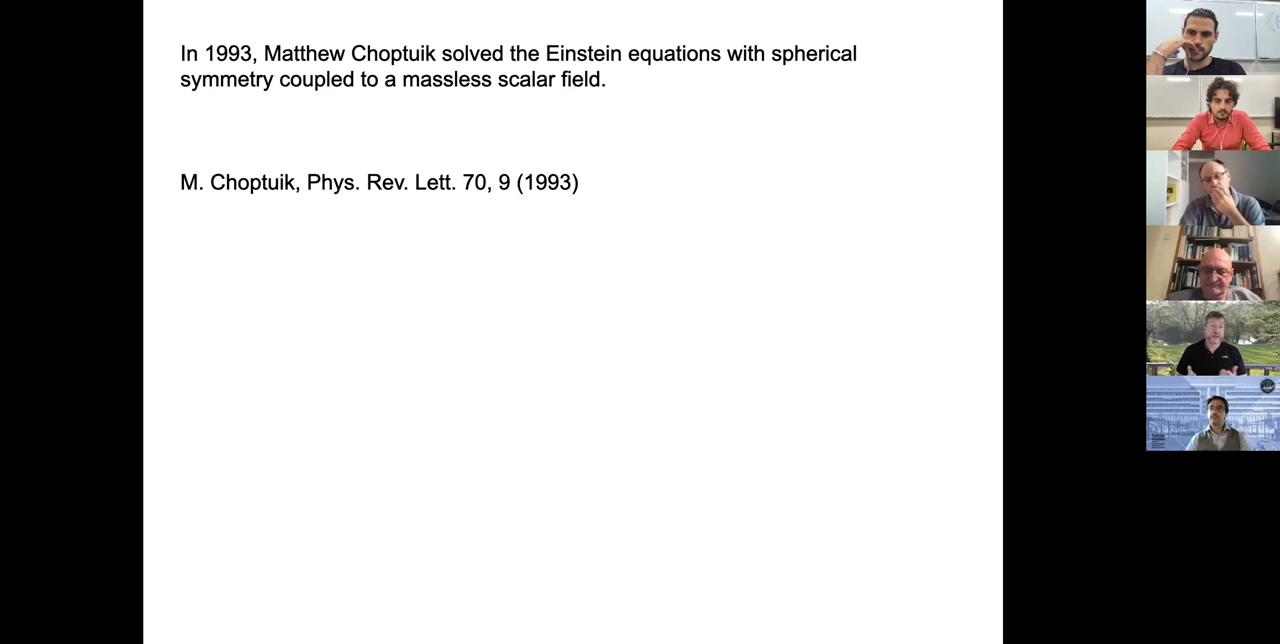 In 1993, Matthew Choptuik solved the Einstein equations with spherical
symmetry coupled to a massless scalar field.
M. Choptuik, Phys. Rev. Lett. 70, 9 (1993)